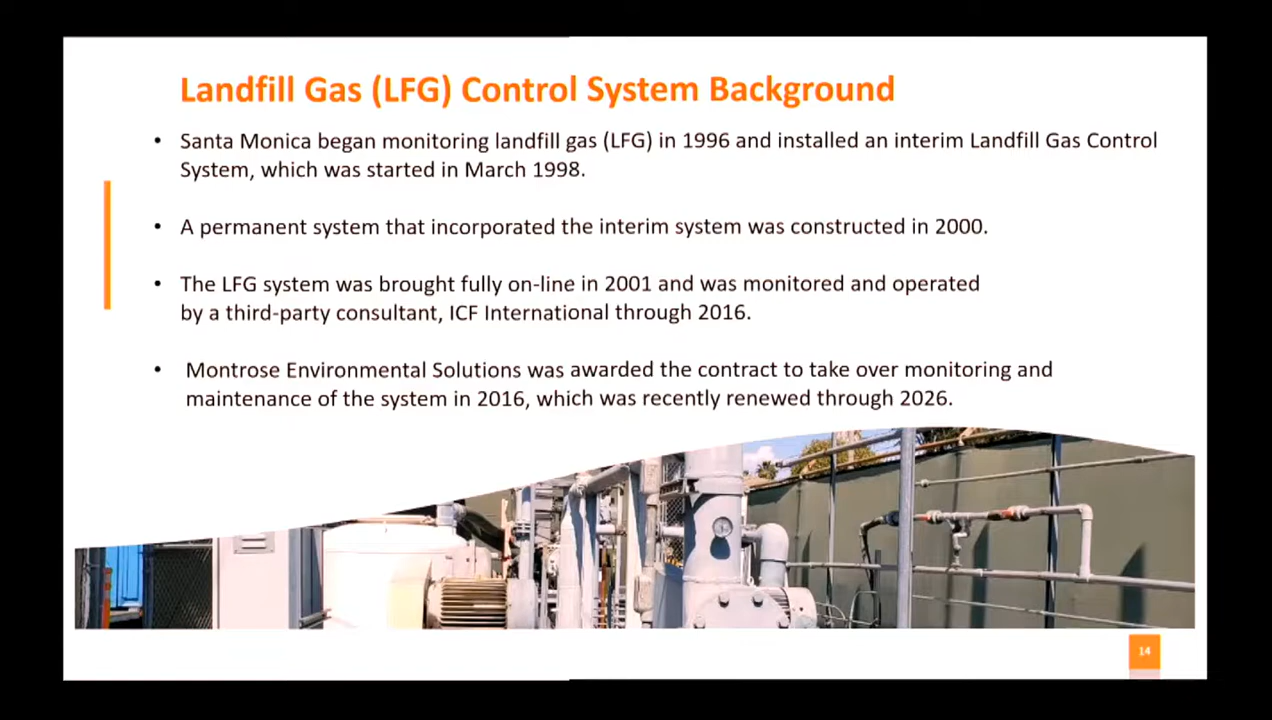 Landfill Gas (LFG) Control System Background
• Santa Monica began monitoring landfill gas (LFG) in 1996 and installed an interim Landfill Gas Control
System, which was started in March 1998.
• A permanent system that incorporated the interim system was constructed in 2000.
• The LFG system was brought fully on-line in 2001 and was monitored and operated
by a third-party consultant, ICF International through 2016.
• Montrose Environmental Solutions was awarded the contract to take over monitoring and
maintenance of the system in 2016, which was recently renewed through 2026.
14